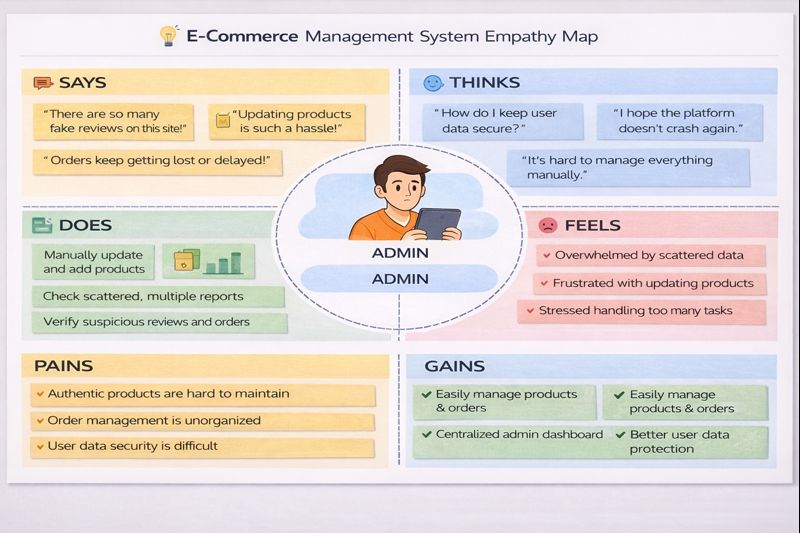 E-Commerce Management System Empathy Map
SAYS
"There are so many
fake reviews on this site!"
"Updating products
is such a hassle!"
"Orders keep getting lost or delayed!"
THINKS
"How do I keep user
data secure?"
"I hope the platform
doesn't crash again."
"It's hard to manage everything
manually."
DOES
Manually update
and add products
Check scattered, multiple reports
Verify suspicious reviews and orders
ADMIN
ADMIN
FEELS
Overwhelmed by scattered data
Frustrated with updating products
Stressed handling too many tasks
PAINS
Authentic products are hard to maintain
Order management is unorganized
User data security is difficult
GAINS
Easily manage products
& orders
Easily manage
products & orders
Centralized admin dashboard
Better user data
protection